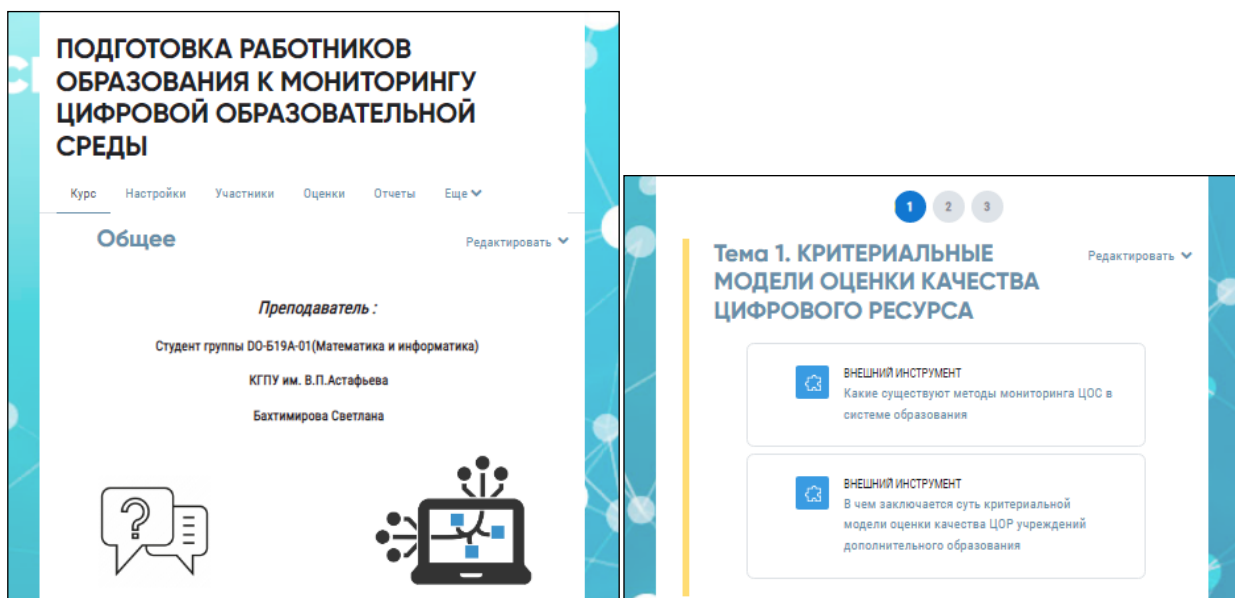 ПОДГОТОВКА РАБОТНИКОВ
ОБРАЗОВАНИЯ К МОНИТОРИНГУ
ЦИФРОВОЙ ОБРАЗОВАТЕЛЬНОЙ
СРЕДЫ
Курс Настройки Участники Оценки Отчеты Еще
Общее
Редактировать
Преподаватель :
Студент группы DO-Б19А-01(Математика и информатика)
КГПУ им. В.П.Астафьева
Бахтимирова Светлана
?
1 2 3
Тема 1. КРИТЕРИАЛЬНЫЕ
МОДЕЛИ ОЦЕНКИ КАЧЕСТВА
ЦИФРОВОГО РЕСУРСА
Редактировать
ВНЕШНИЙ ИНСТРУМЕНТ
Какие существуют методы мониторинга ЦОС в
системе образования
ВНЕШНИЙ ИНСТРУМЕНТ
В чем заключается суть критериальной
модели оценки качества ЦОР учреждений
дополнительного образования